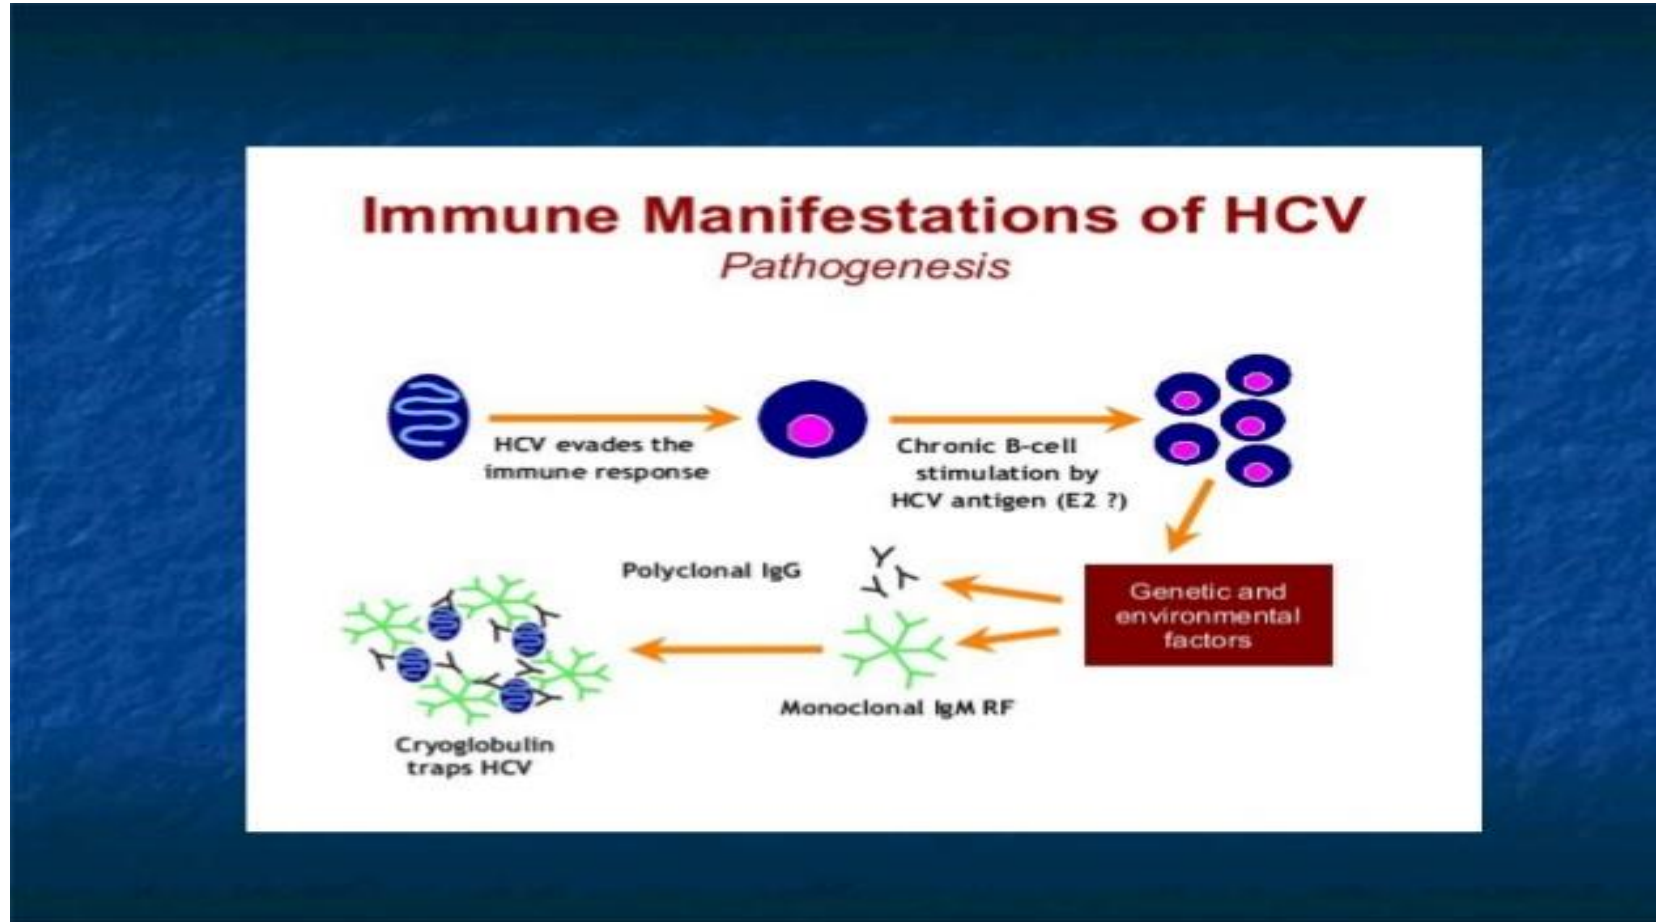 Immune Manifestations of HCV
Pathogenesis
HCV evades the
immune response
Chronic B-cell
stimulation by
HCV antigen (E2 ?)
Genetic and
environmental
factors
Polyclonal IgG
Monoclonal IgM RF
Cryoglobulin
traps HCV